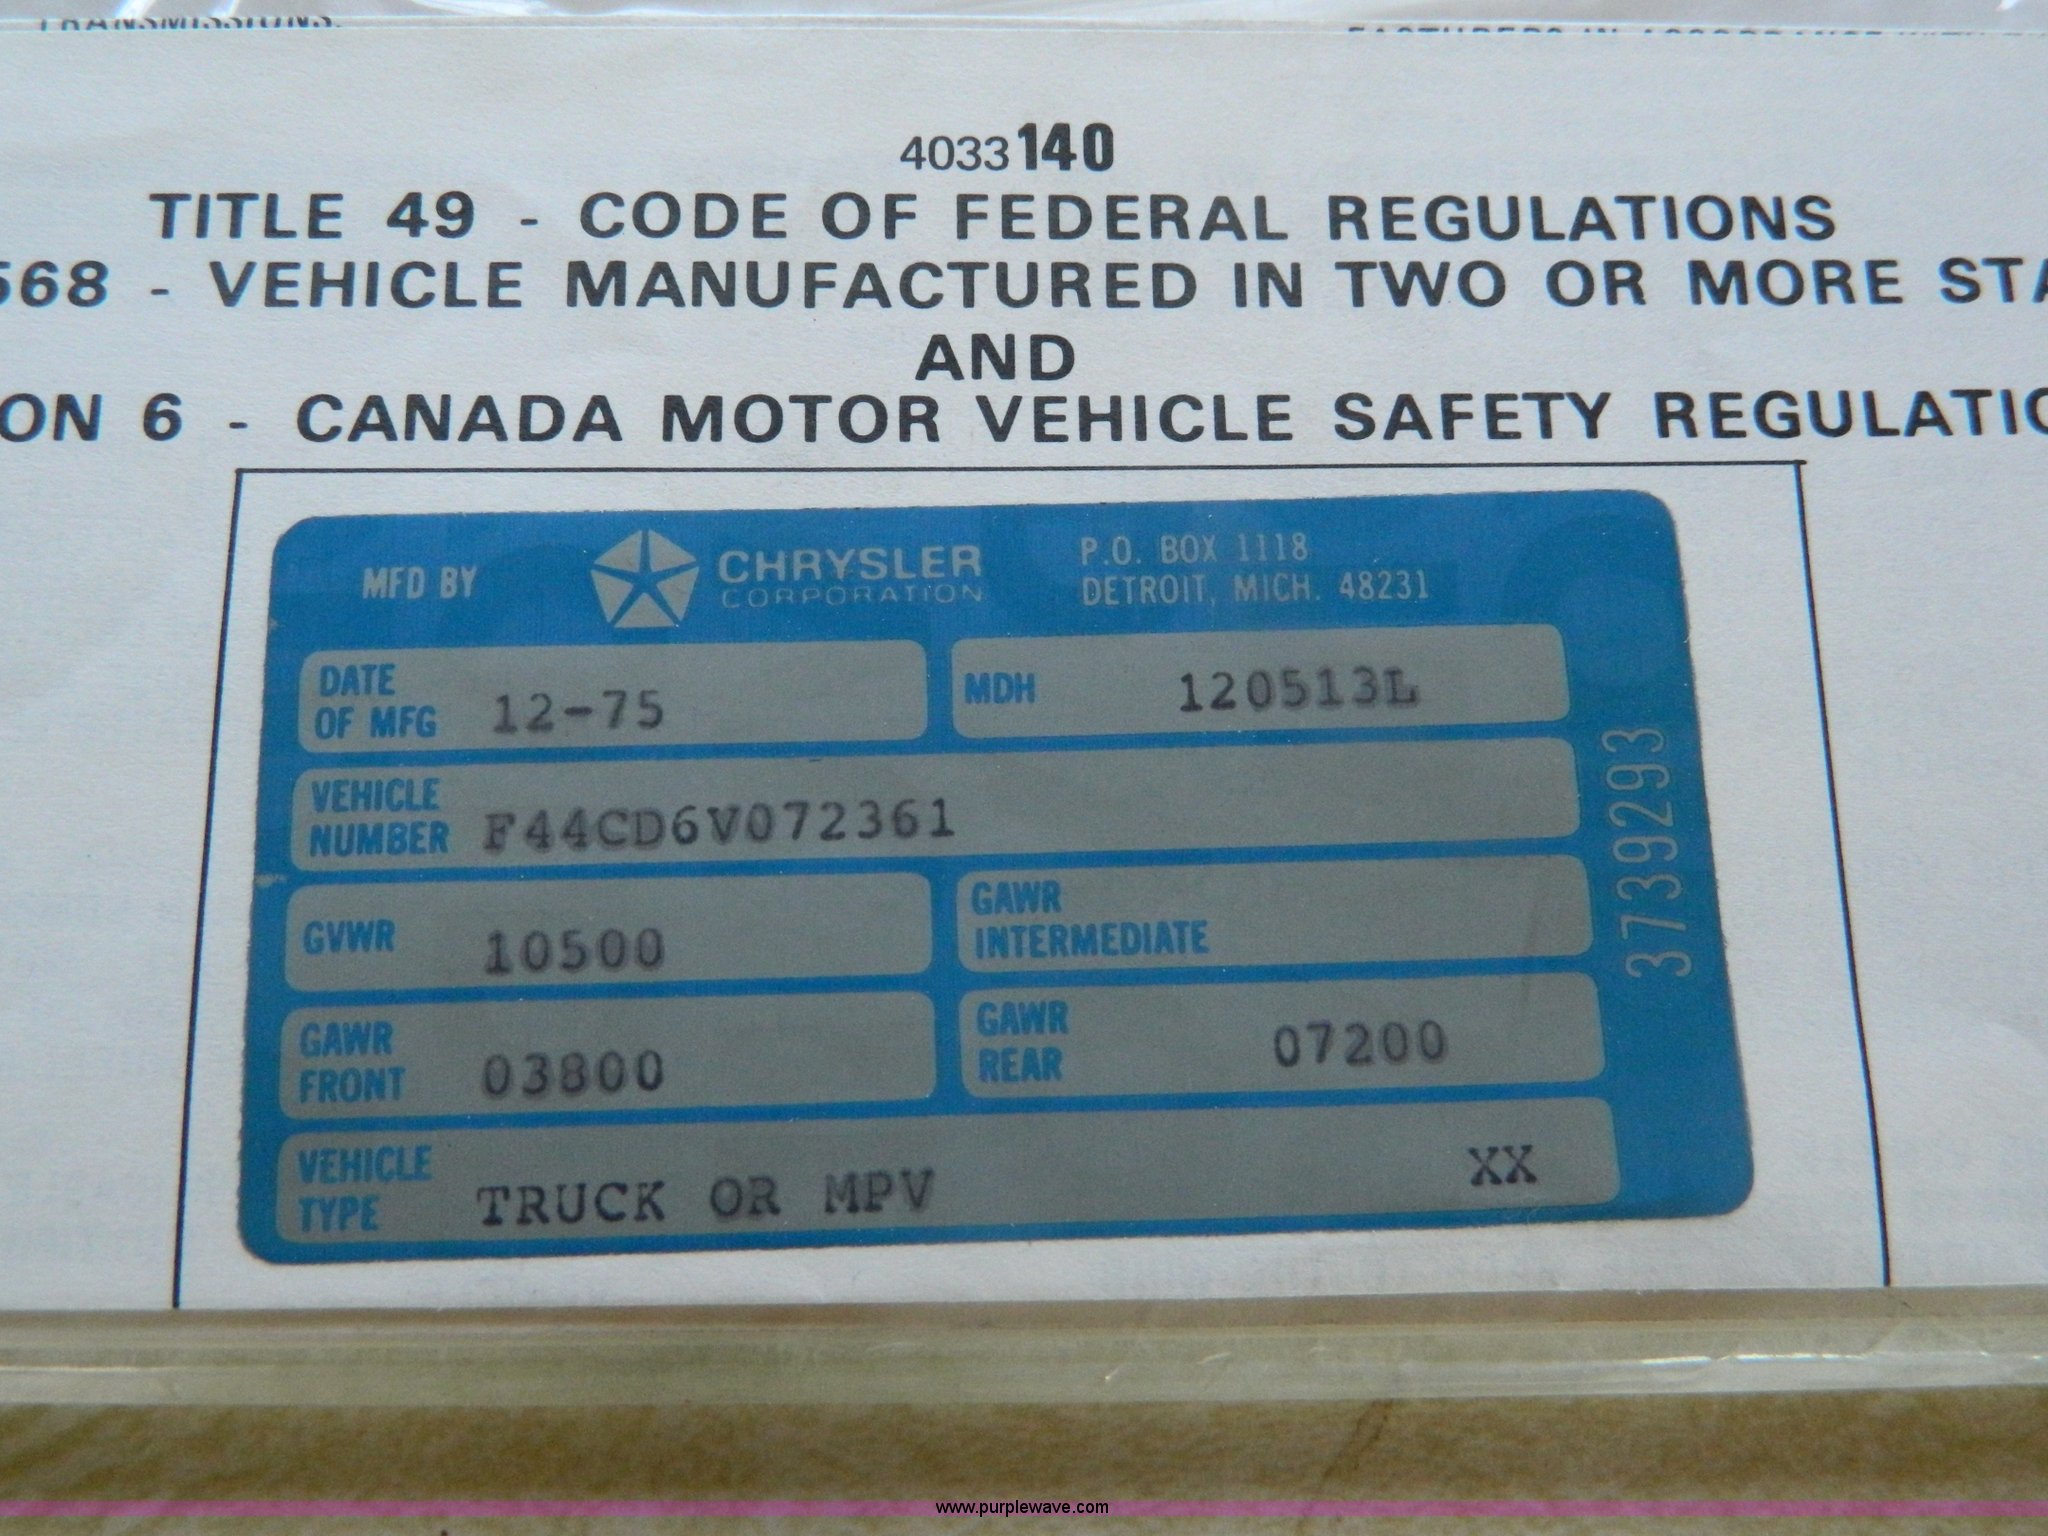 TRANSMISSIONS.
4033140
TITLE 49 - CODE OF FEDERAL REGULATIONS
568 - VEHICLE MANUFACTURED IN TWO OR MORE STA
AND
ON 6 - CANADA MOTOR VEHICLE SAFETY REGULATIO
MFD BY
CHRYSLER
CORPORATION
P.O. BOX 1118
DETROIT, MICH. 48231
DATE
OF MFG 12-75
MDH 120513L
VEHICLE
NUMBER F44CD6V072361
GVWR 10500
GAWR
INTERMEDIATE
GAWR
FRONT 03800
GAWR
REAR 07200
VEHICLE
TYPE TRUCK OR MPV XX
3739293
www.purplewave.com